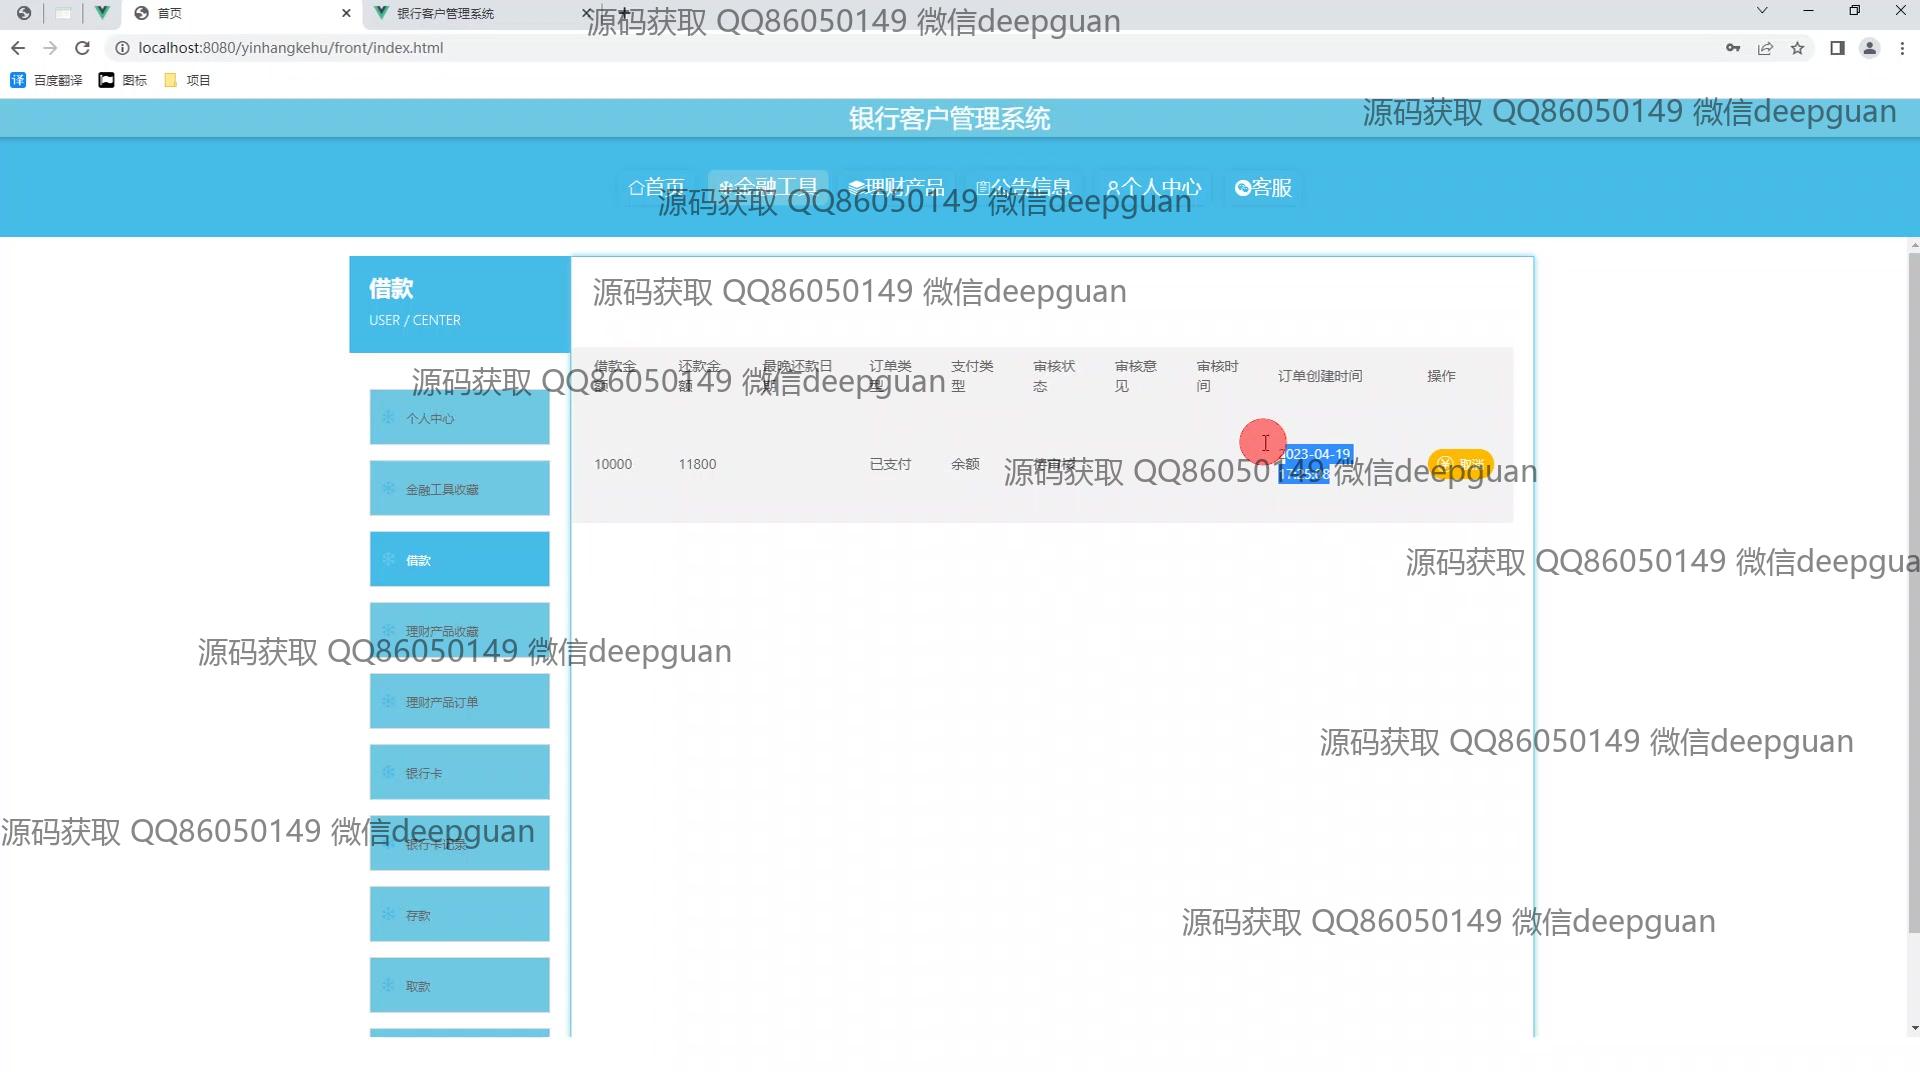 首页
银行客户管理系统
源码获取 QQ86050149 微信deepguan
localhost:8080/yinhangkehu/front/index.html
译 百度翻译 图标 项目
银行客户管理系统
源码获取 QQ86050149 微信deepguan
首页 金融工具 理财产品 公告信息 个人中心 客服
源码获取 QQ86050149 微信deepguan
借款
USER / CENTER
源码获取 QQ86050149 微信deepguan
借款金额 还款金额 最晚还款日期 订单类型 支付类型 审核状态 审核意见 审核时间 订单创建时间 操作
源码获取 QQ86050149 微信deepguan
10000 11800 已支付 余额 待审核 2023-04-19 取消
源码获取 QQ86050149 微信deepguan
个人中心
金融工具收藏
借款
源码获取 QQ86050149 微信deepgua
理财产品收藏
源码获取 QQ86050149 微信deepguan
理财产品订单
源码获取 QQ86050149 微信deepguan
银行卡
源码获取 QQ86050149 微信deepguan
银行卡记录
存款
源码获取 QQ86050149 微信deepguan
取款